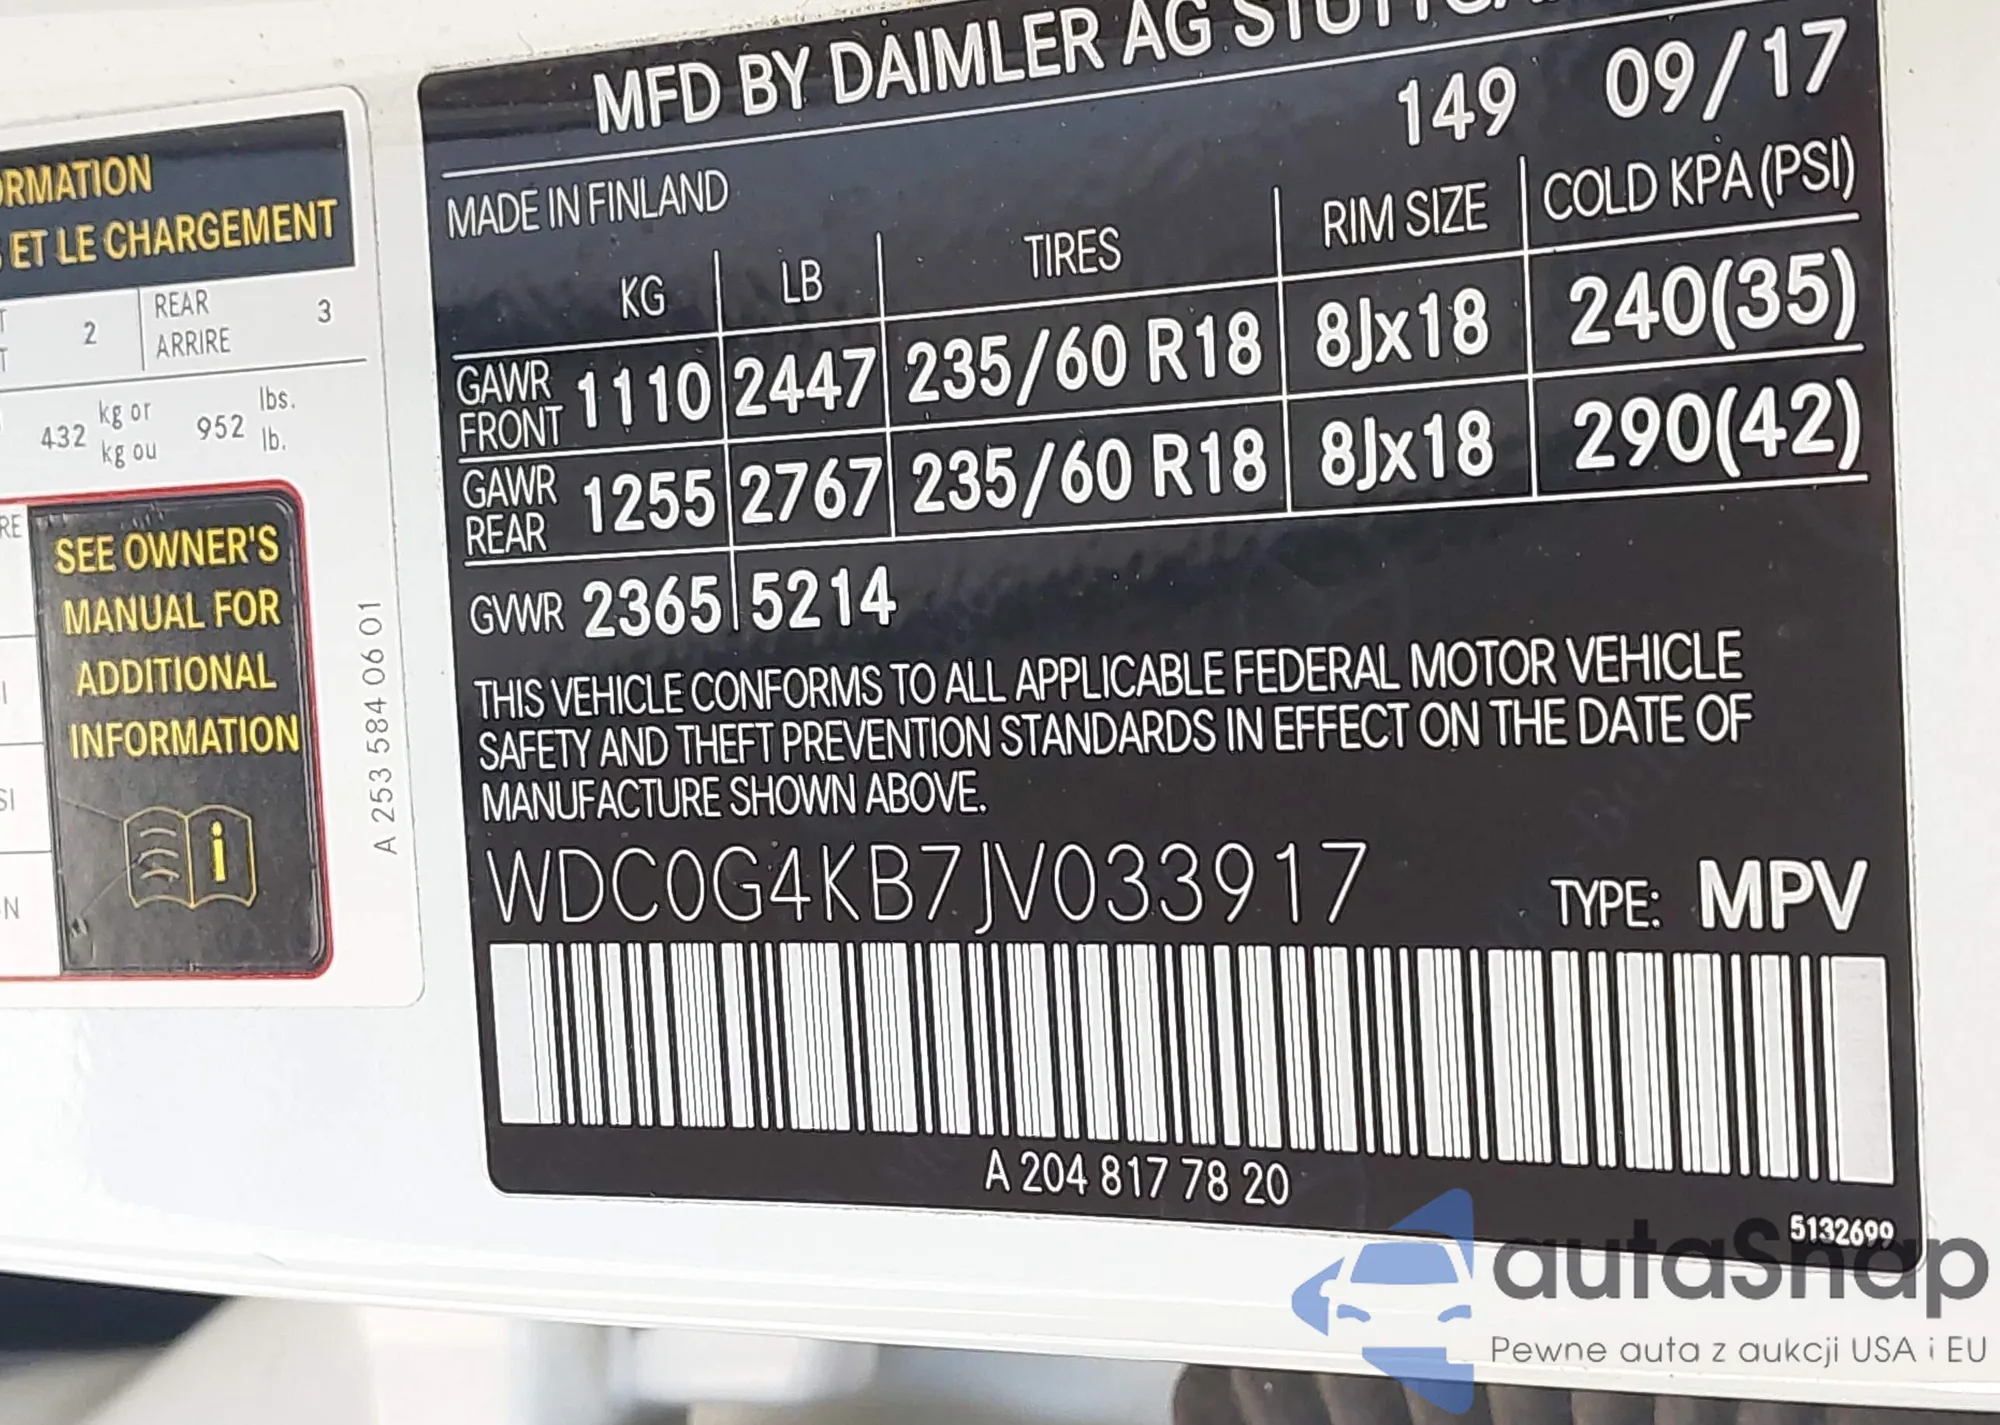 MFD BY DAIMLER AG
149 09/17
MADE IN FINLAND
KG LB TIRES RIM SIZE COLD KPA (PSI)
GAWR FRONT 1110 2447 235/60 R18 8Jx18 240(35)
GAWR REAR 1255 2767 235/60 R18 8Jx18 290(42)
GVWR 2365 5214
THIS VEHICLE CONFORMS TO ALL APPLICABLE FEDERAL MOTOR VEHICLE
SAFETY AND THEFT PREVENTION STANDARDS IN EFFECT ON THE DATE OF
MANUFACTURE SHOWN ABOVE.
WDC0G4KB7JV033917 TYPE: MPV
A 204 817 78 20
5132699
ET LE CHARGEMENT
2 REAR 3
ARRIRE
432 kg or 952 lbs.
kg ou lb.
SEE OWNER'S
MANUAL FOR
ADDITIONAL
INFORMATION
A 253 584 06 01
autaSnap
Pewne auta z aukcji USA i EU